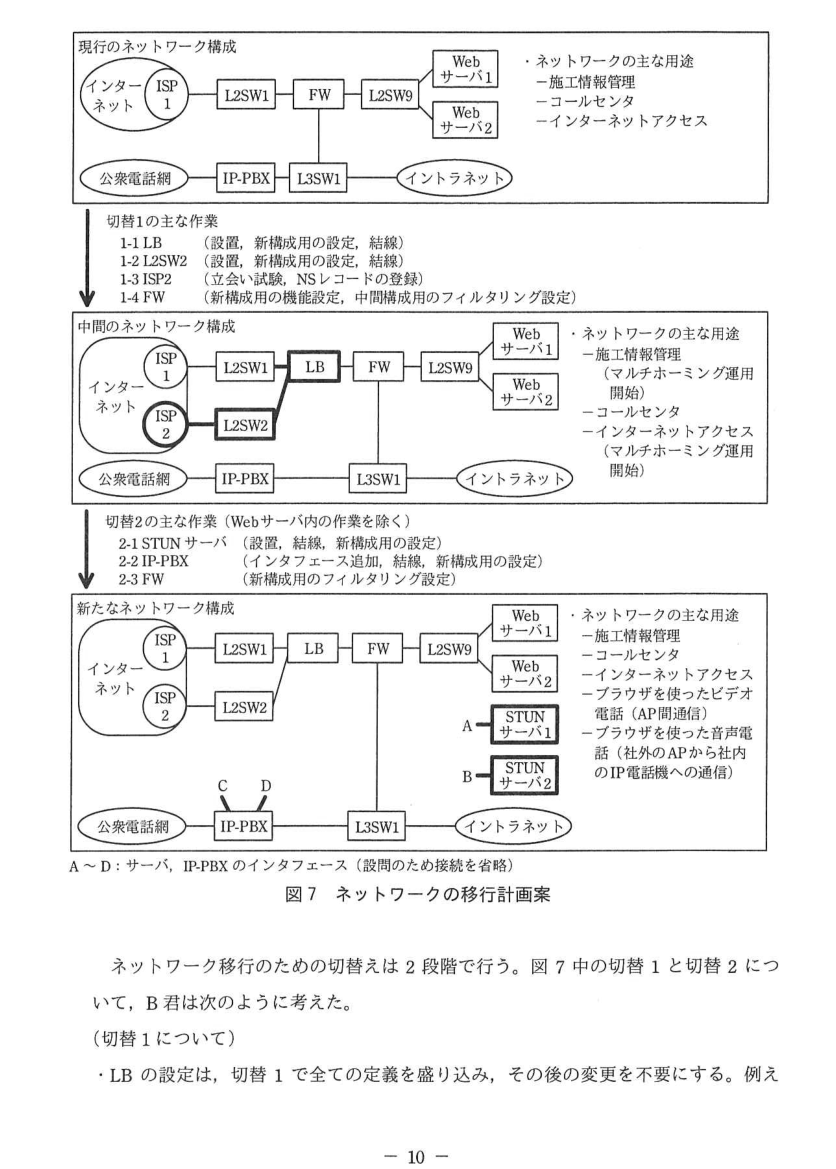 現行のネットワーク構成
インターネット
ISP
1
L2SW1
FW
L2SW9
Web
サーバ1
Web
サーバ2
公衆電話網
IP-PBX
L3SW1
イントラネット
・ネットワークの主な用途
－施工情報管理
－コールセンタ
－インターネットアクセス
切替1の主な作業
1-1 LB （設置，新構成用の設定，結線）
1-2 L2SW2 （設置，新構成用の設定，結線）
1-3 ISP2 （立会い試験，NSレコードの登録）
1-4 FW （新構成用の機能設定，中間構成用のフィルタリング設定）
中間のネットワーク構成
インター
ネット
ISP
1
ISP
2
L2SW1
L2SW2
LB
FW
L2SW9
Web
サーバ1
Web
サーバ2
公衆電話網
IP-PBX
L3SW1
イントラネット
・ネットワークの主な用途
－施工情報管理
（マルチホーミング運用
開始）
－コールセンタ
－インターネットアクセス
（マルチホーミング運用
開始）
切替2の主な作業（Webサーバ内の作業を除く）
2-1 STUN サーバ （設置，結線，新構成用の設定）
2-2 IP-PBX （インタフェース追加，結線，新構成用の設定）
2-3 FW （新構成用のフィルタリング設定）
新たなネットワーク構成
インター
ネット
ISP
1
ISP
2
L2SW1
L2SW2
LB
FW
L2SW9
Web
サーバ1
Web
サーバ2
A
STUN
サーバ1
B
STUN
サーバ2
C D
公衆電話網
IP-PBX
L3SW1
イントラネット
・ネットワークの主な用途
－施工情報管理
－コールセンタ
－インターネットアクセス
－ブラウザを使ったビデオ
電話（AP間通信）
－ブラウザを使った音声電
話（社外のAPから社内
のIP電話機への通信）
A ～ D：サーバ，IP-PBX のインタフェース（設問のため接続を省略）
図7 ネットワークの移行計画案
ネットワーク移行のための切替えは 2 段階で行う。図 7 中の切替 1 と切替 2 につ
いて，B 君は次のように考えた。
（切替 1 について）
・LB の設定は，切替 1 で全ての定義を盛り込み，その後の変更を不要にする。例え
－ 10 －